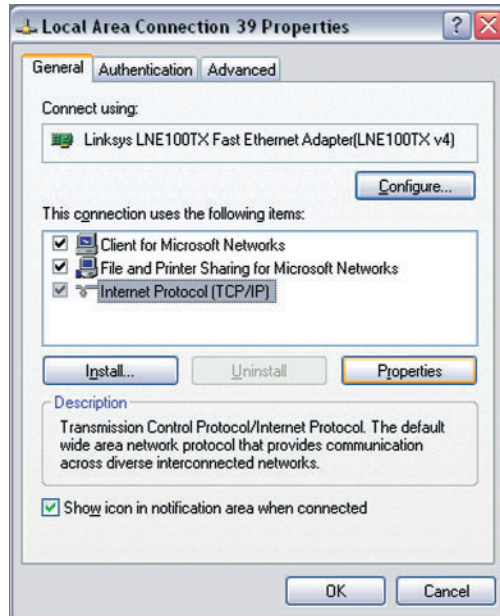 Local Area Connection 39 Properties
General Authentication Advanced
Connect using:
Linksys LNE100TX Fast Ethernet Adapter(LNE100TX v4)
Configure...
This connection uses the following items:
Client for Microsoft Networks
File and Printer Sharing for Microsoft Networks
Internet Protocol (TCP/IP)
Install... Uninstall Properties
Description
Transmission Control Protocol/Internet Protocol. The default
wide area network protocol that provides communication
across diverse interconnected networks.
Show icon in notification area when connected
OK Cancel